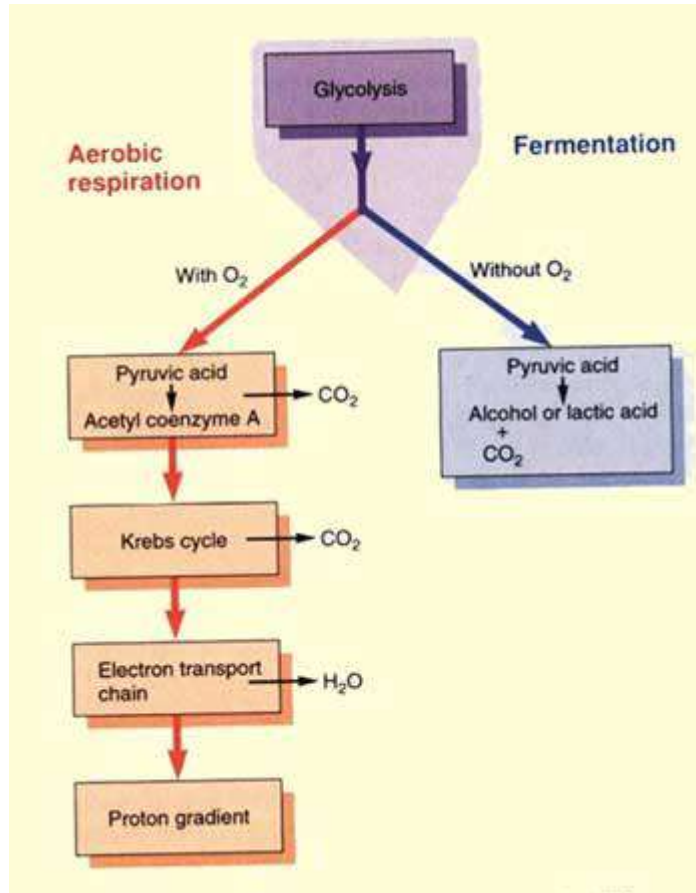 Glycolysis
Aerobic
respiration
Fermentation
With O₂
Without O₂
Pyruvic acid
Acetyl coenzyme A
CO₂
Pyruvic acid
Alcohol or lactic acid
+
CO₂
Krebs cycle
CO₂
Electron transport
chain
H₂O
Proton gradient